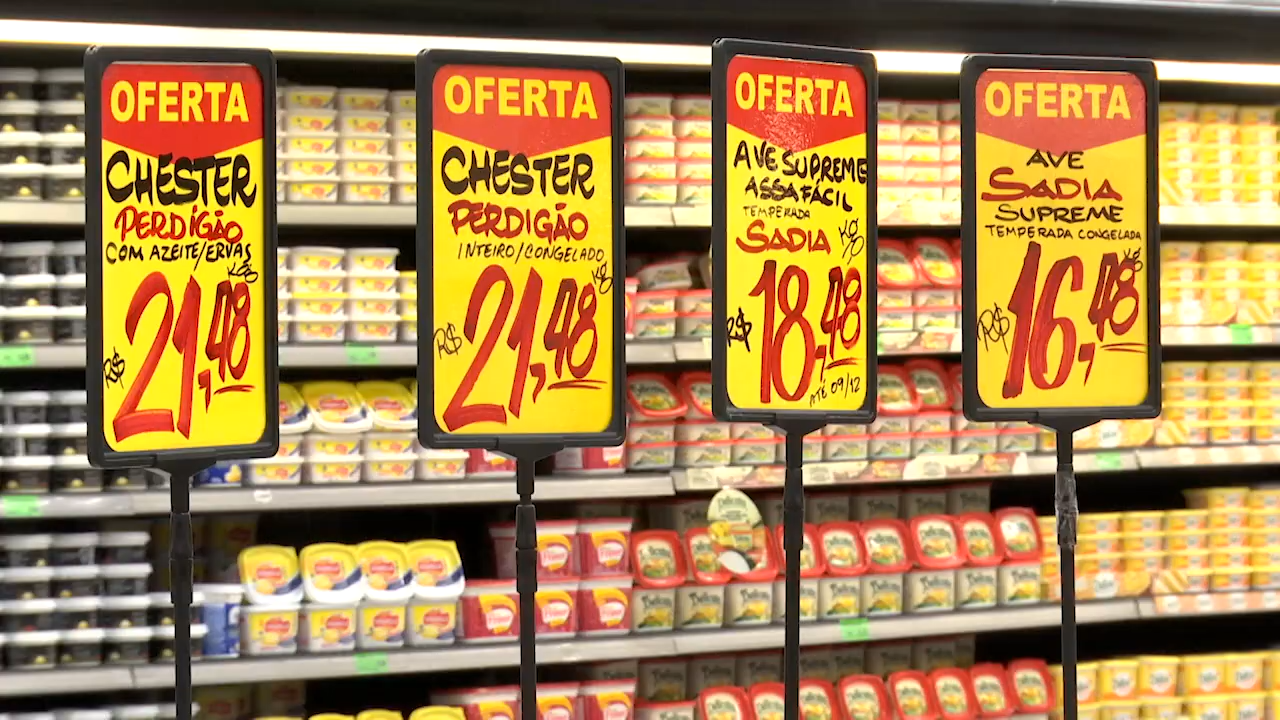 OFERTA
CHESTER
PERDIGÃO
COM AZEITE/ERVAS
KG
R$ 21,48
OFERTA
CHESTER
PERDIGÃO
INTEIRO/CONGELADO
KG
R$ 21,48
OFERTA
AVE SUPREME
ASSA FÁCIL
TEMPERADA
SADIA
KG
R$ 18,48
ATÉ 09/12
OFERTA
AVE
SADIA
SUPREME
TEMPERADA CONGELADA
KG
R$ 16,48
Delicata